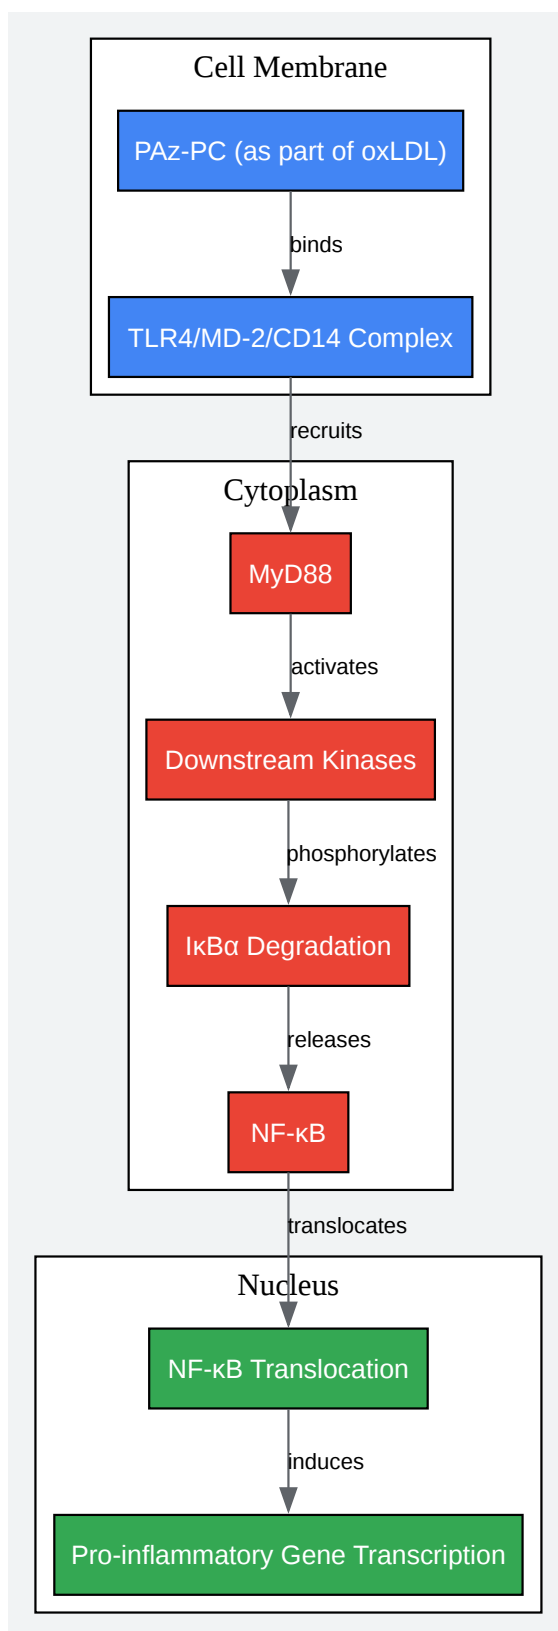 Cell Membrane
PAz-PC (as part of oxLDL)
binds
TLR4/MD-2/CD14 Complex
recruits
Cytoplasm
MyD88
activates
Downstream Kinases
phosphorylates
IκBα Degradation
releases
NF-κB
translocates
Nucleus
NF-κB Translocation
induces
Pro-inflammatory Gene Transcription